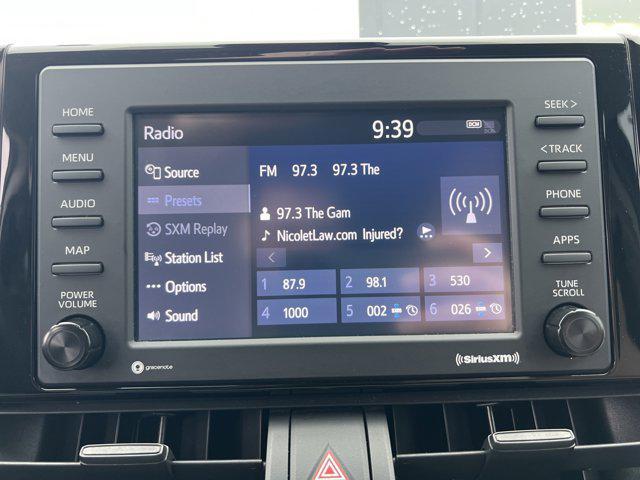 HOME
MENU
AUDIO
MAP
POWER
VOLUME
Radio
9:39
DCM
Source
Presets
SXM Replay
Station List
Options
Sound
FM 97.3 97.3 The
97.3 The Gam
NicoletLaw.com Injured?
< >
1 87.9 2 98.1 3 530
4 1000 5 002 6 026
SEEK >
< TRACK
PHONE
APPS
TUNE
SCROLL
gracenote
SiriusXM